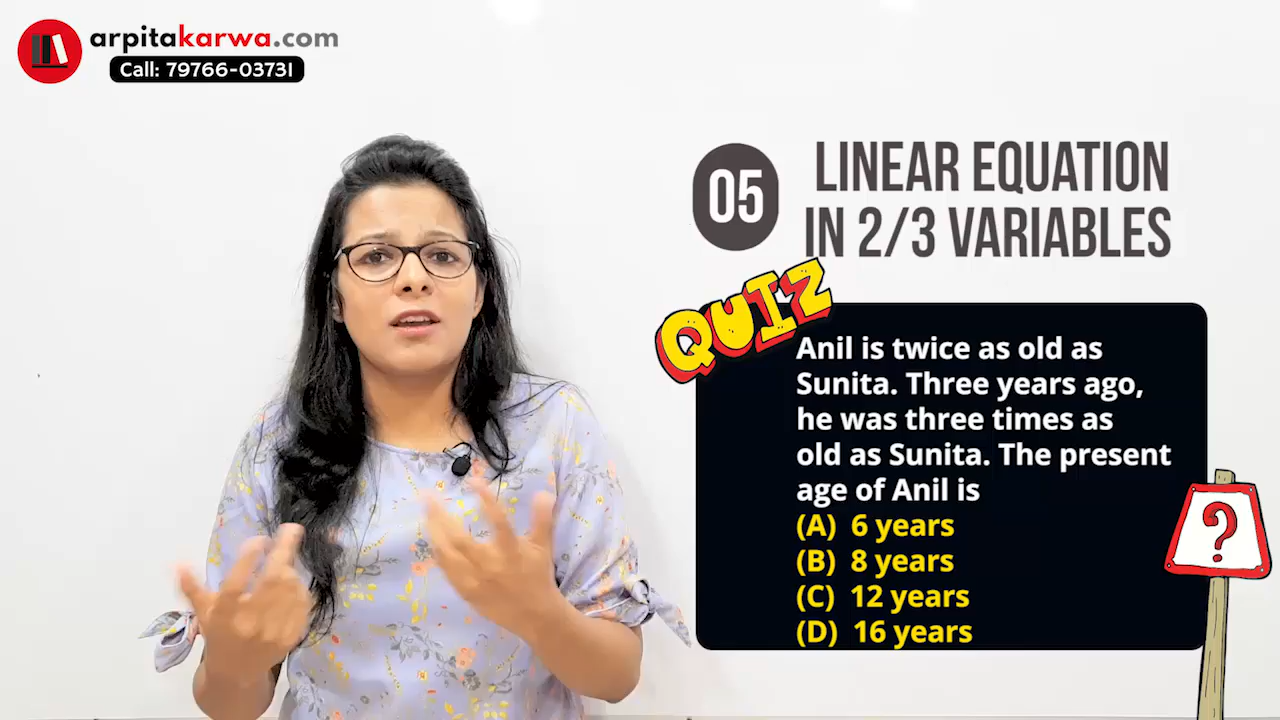 arpitakarwa.com
Call: 79766-03731
05
LINEAR EQUATION
IN 2/3 VARIABLES
QUIZ
Anil is twice as old as
Sunita. Three years ago,
he was three times as
old as Sunita. The present
age of Anil is
(A) 6 years
(B) 8 years
(C) 12 years
(D) 16 years
?